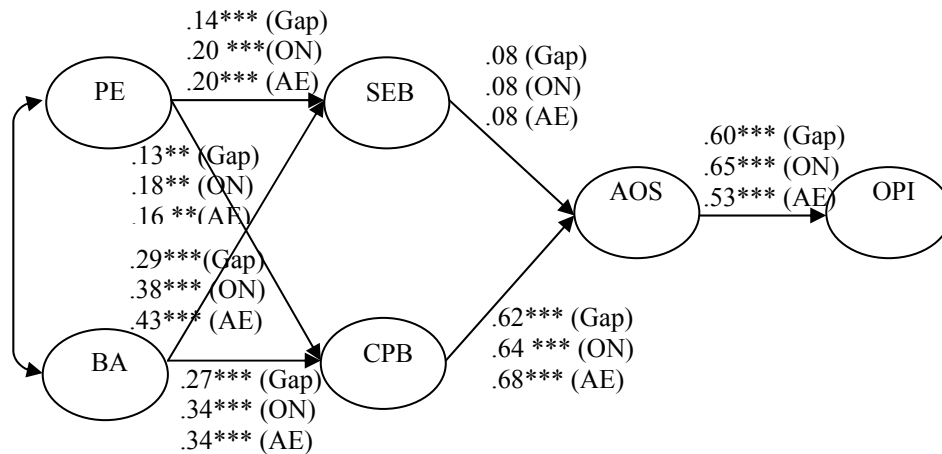 .14*** (Gap)
.20 ***(ON)
.20*** (AE)
PE
SEB
.08 (Gap)
.08 (ON)
.08 (AE)
.13** (Gap)
.18** (ON)
.16 **(AE)
.60*** (Gap)
.65*** (ON)
.53*** (AE)
AOS
OPI
.29***(Gap)
.38*** (ON)
.43*** (AE)
BA
CPB
.62*** (Gap)
.64 *** (ON)
.68*** (AE)
.27*** (Gap)
.34*** (ON)
.34*** (AE)